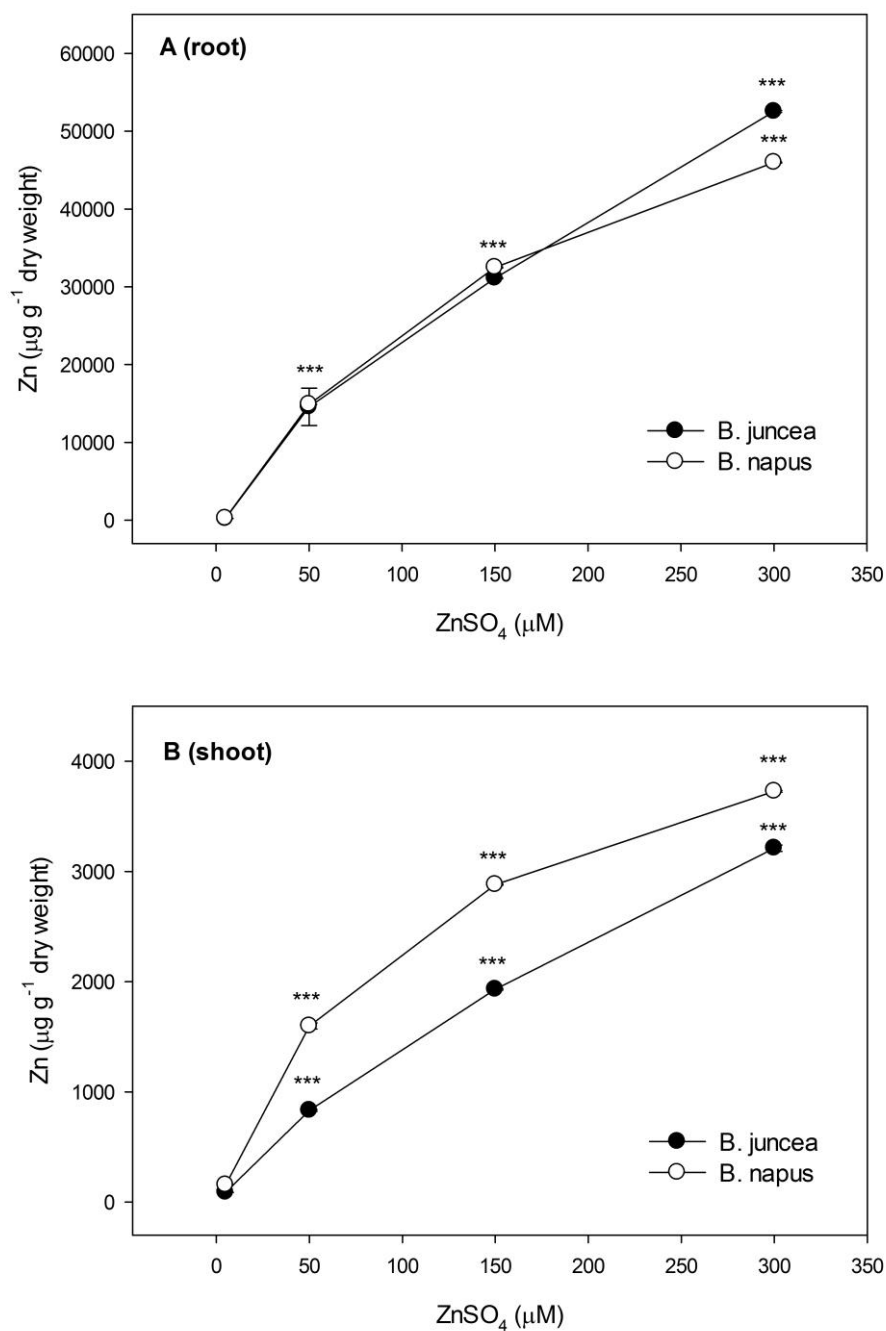 A (root)
60000
50000
40000
30000
20000
10000
0
Zn (μg g⁻¹ dry weight)
***
***
***
***
B. juncea
B. napus
0 50 100 150 200 250 300 350
ZnSO₄ (μM)
B (shoot)
4000
3000
2000
1000
0
Zn (μg g⁻¹ dry weight)
***
***
***
***
***
***
B. juncea
B. napus
0 50 100 150 200 250 300 350
ZnSO₄ (μM)